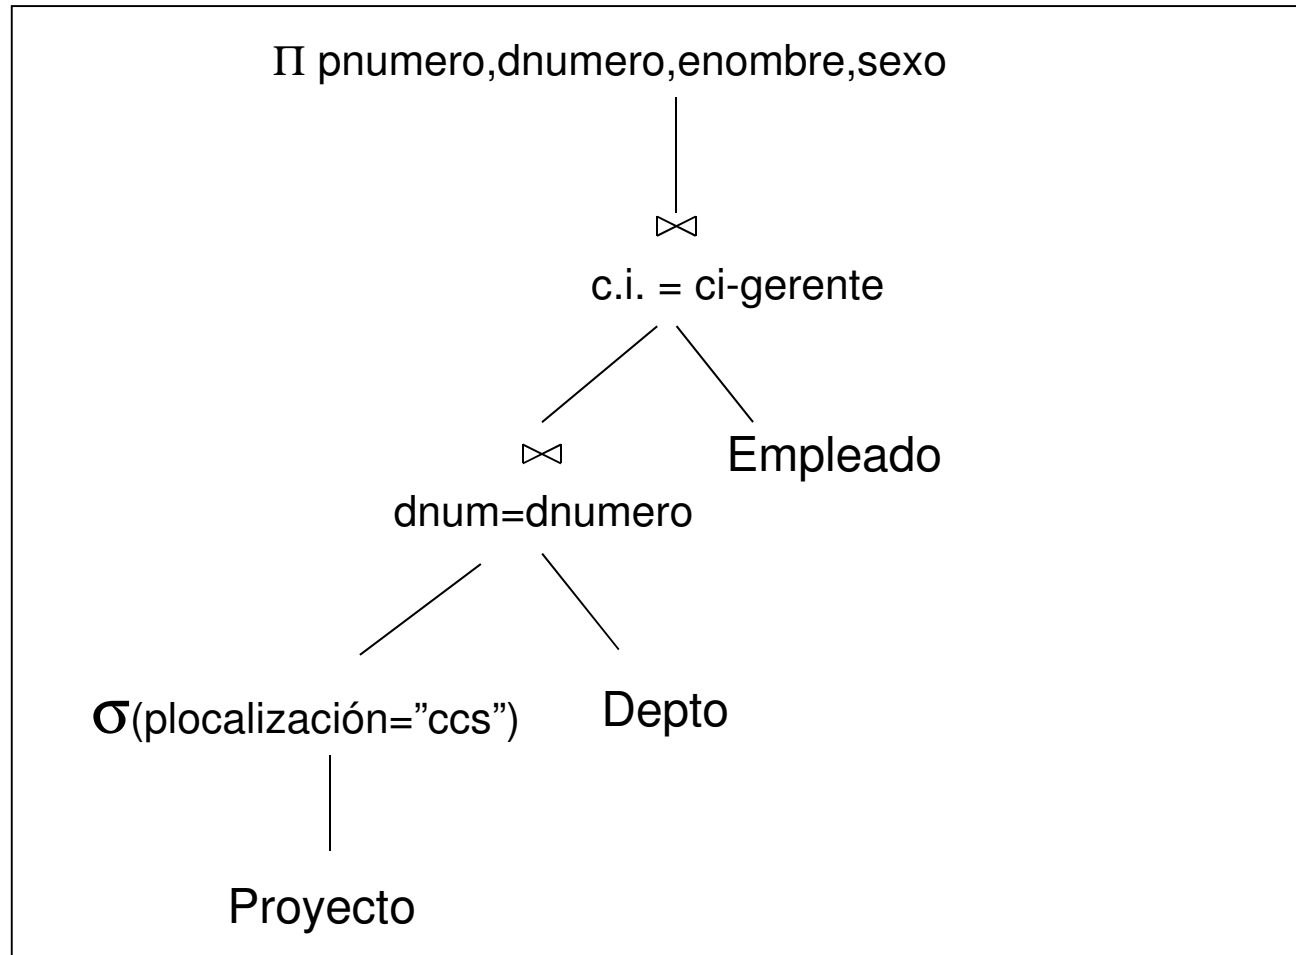 Π pnumero,dnumero,enombre,sexo
⋈
c.i. = ci-gerente
⋈
Empleado
dnum=dnumero
σ(plocalización=”ccs”)
Depto
Proyecto